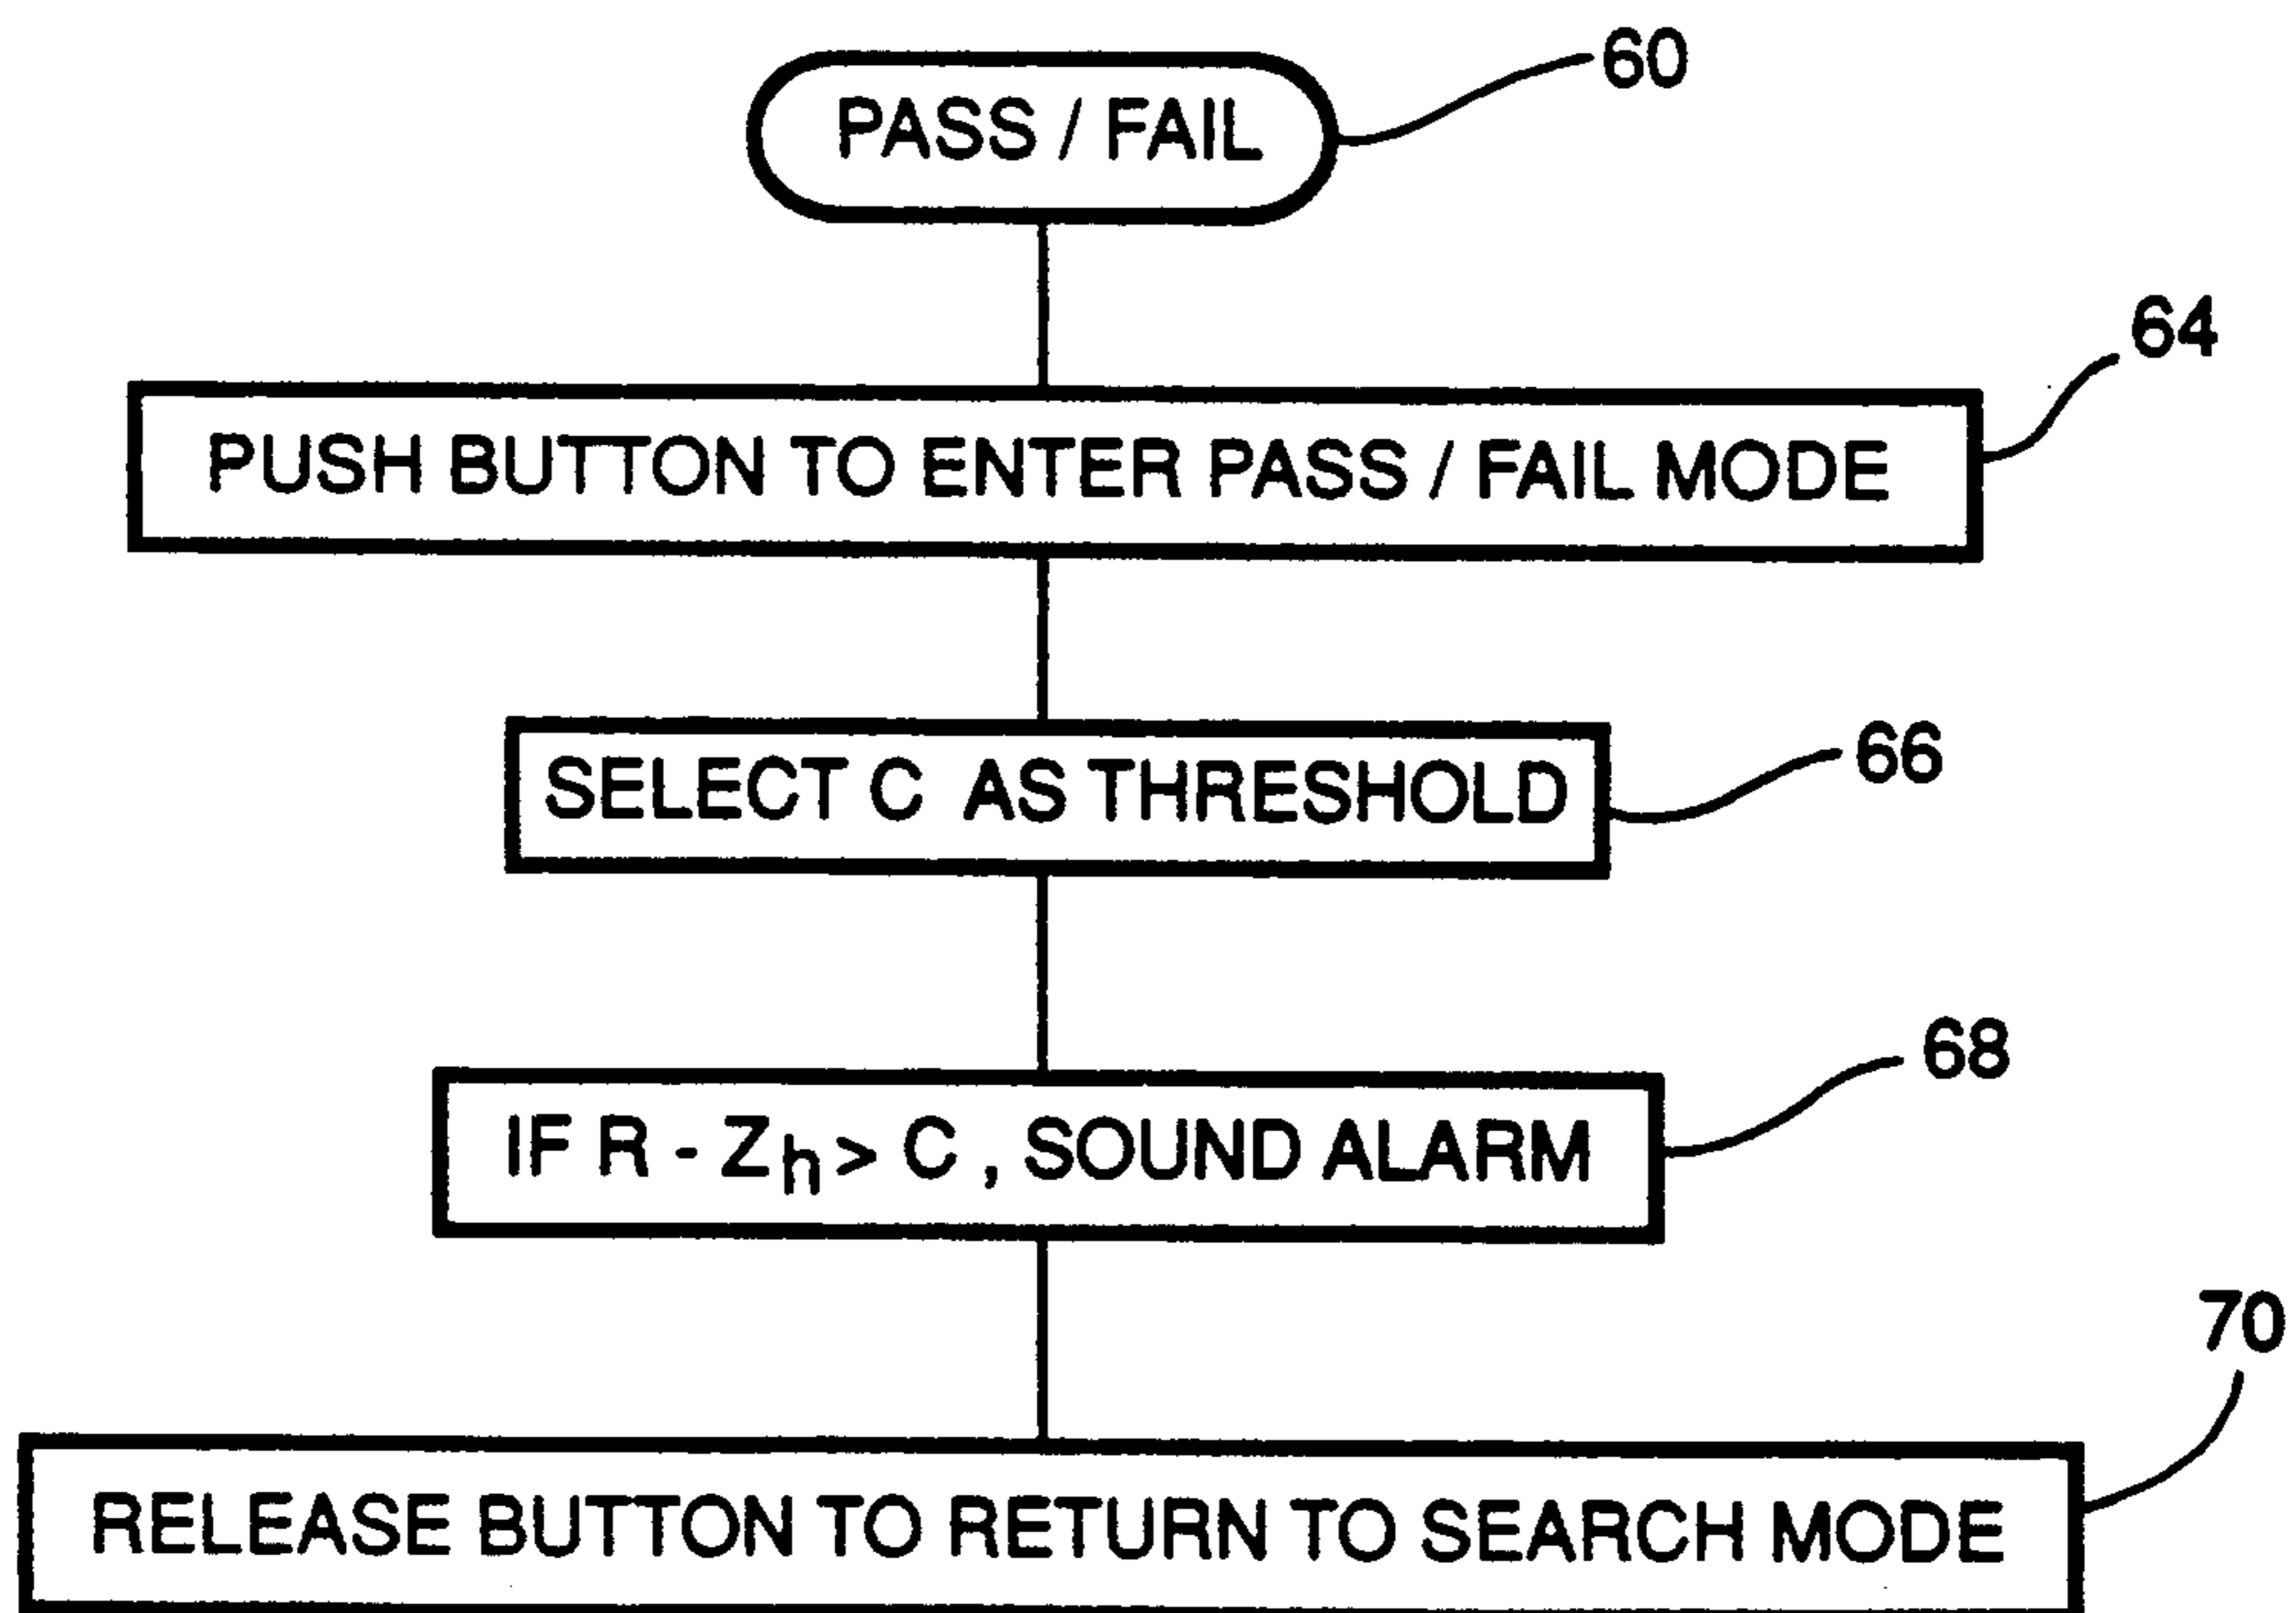 PASS / FAIL
60
64
PUSH BUTTON TO ENTER PASS / FAIL MODE
SELECT C AS THRESHOLD
66
68
IF R - Zh > C , SOUND ALARM
70
RELEASE BUTTON TO RETURN TO SEARCH MODE